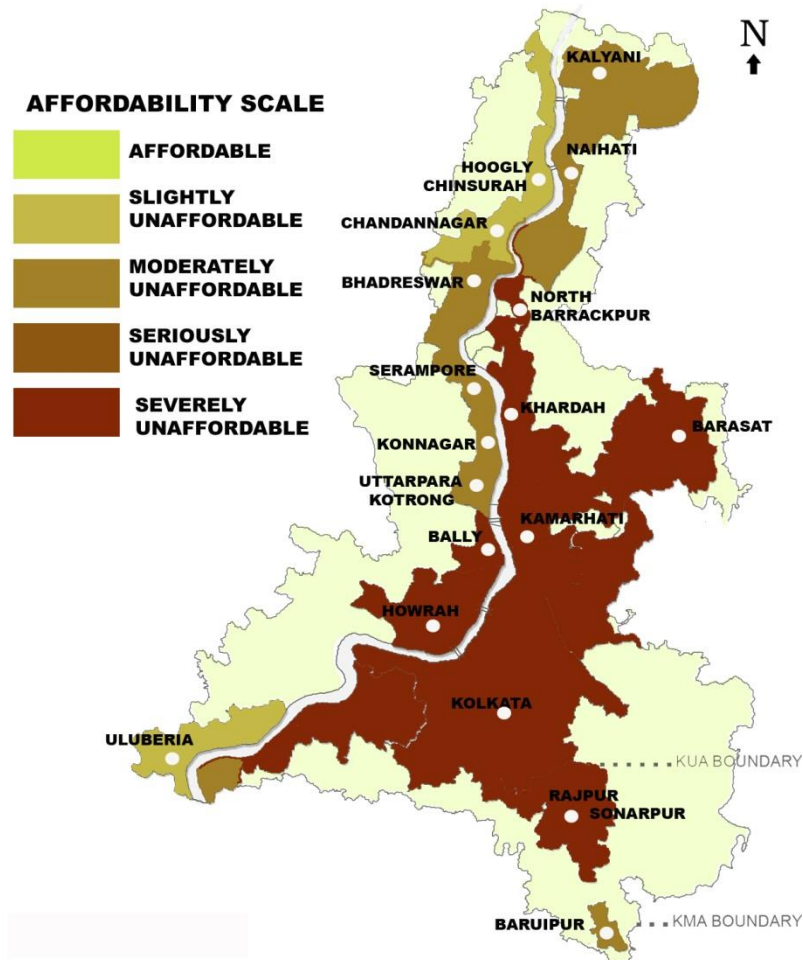 N
AFFORDABILITY SCALE
AFFORDABLE
SLIGHTLY
UNAFFORDABLE
MODERATELY
UNAFFORDABLE
SERIOUSLY
UNAFFORDABLE
SEVERELY
UNAFFORDABLE
KALYANI
NAIHATI
HOOGLY
CHINSURAH
CHANDANNAGAR
BHADRESWAR
NORTH
BARRACKPUR
SERAMPORE
KHARDAH
BARASAT
KONNAGAR
UTTARPARA
KOTRONG
KAMARHATI
BALLY
HOWRAH
KOLKATA
ULUBERIA
KUA BOUNDARY
RAJPUR
SONARPUR
BARUIPUR
KMA BOUNDARY